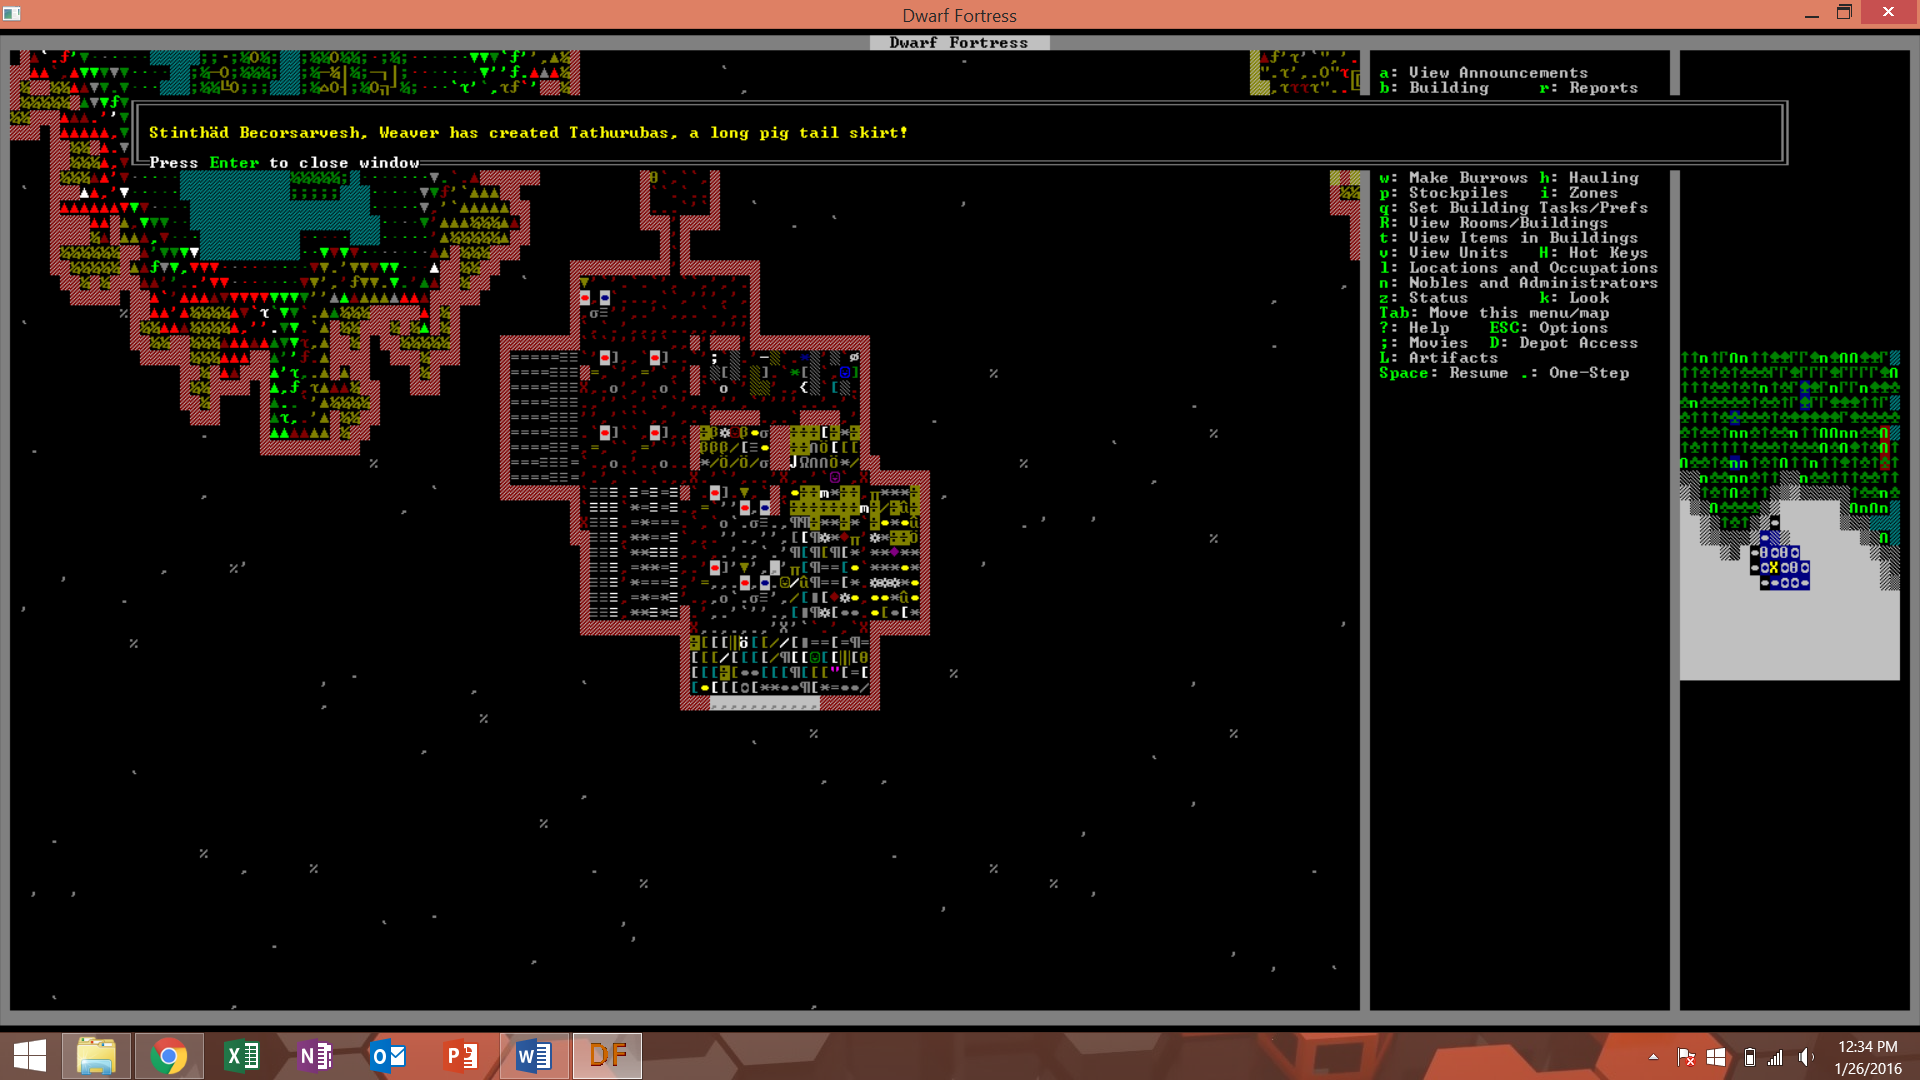 Dwarf Fortress
Dwarf Fortress
a: View Announcements
b: Building r: Reports
Stinthäd Becorsarvesh, Weaver has created Tathurubas, a long pig tail skirt!
Press Enter to close window
w: Make Burrows h: Hauling
p: Stockpiles i: Zones
q: Set Building Tasks/Prefs
R: View Rooms/Buildings
t: View Items in Buildings
v: View Units H: Hot Keys
l: Locations and Occupations
n: Nobles and Administrators
z: Status k: Look
Tab: Move this menu/map
?: Help ESC: Options
;: Movies D: Depot Access
L: Artifacts
Space: Resume .: One-Step
DF
12:34 PM
1/26/2016